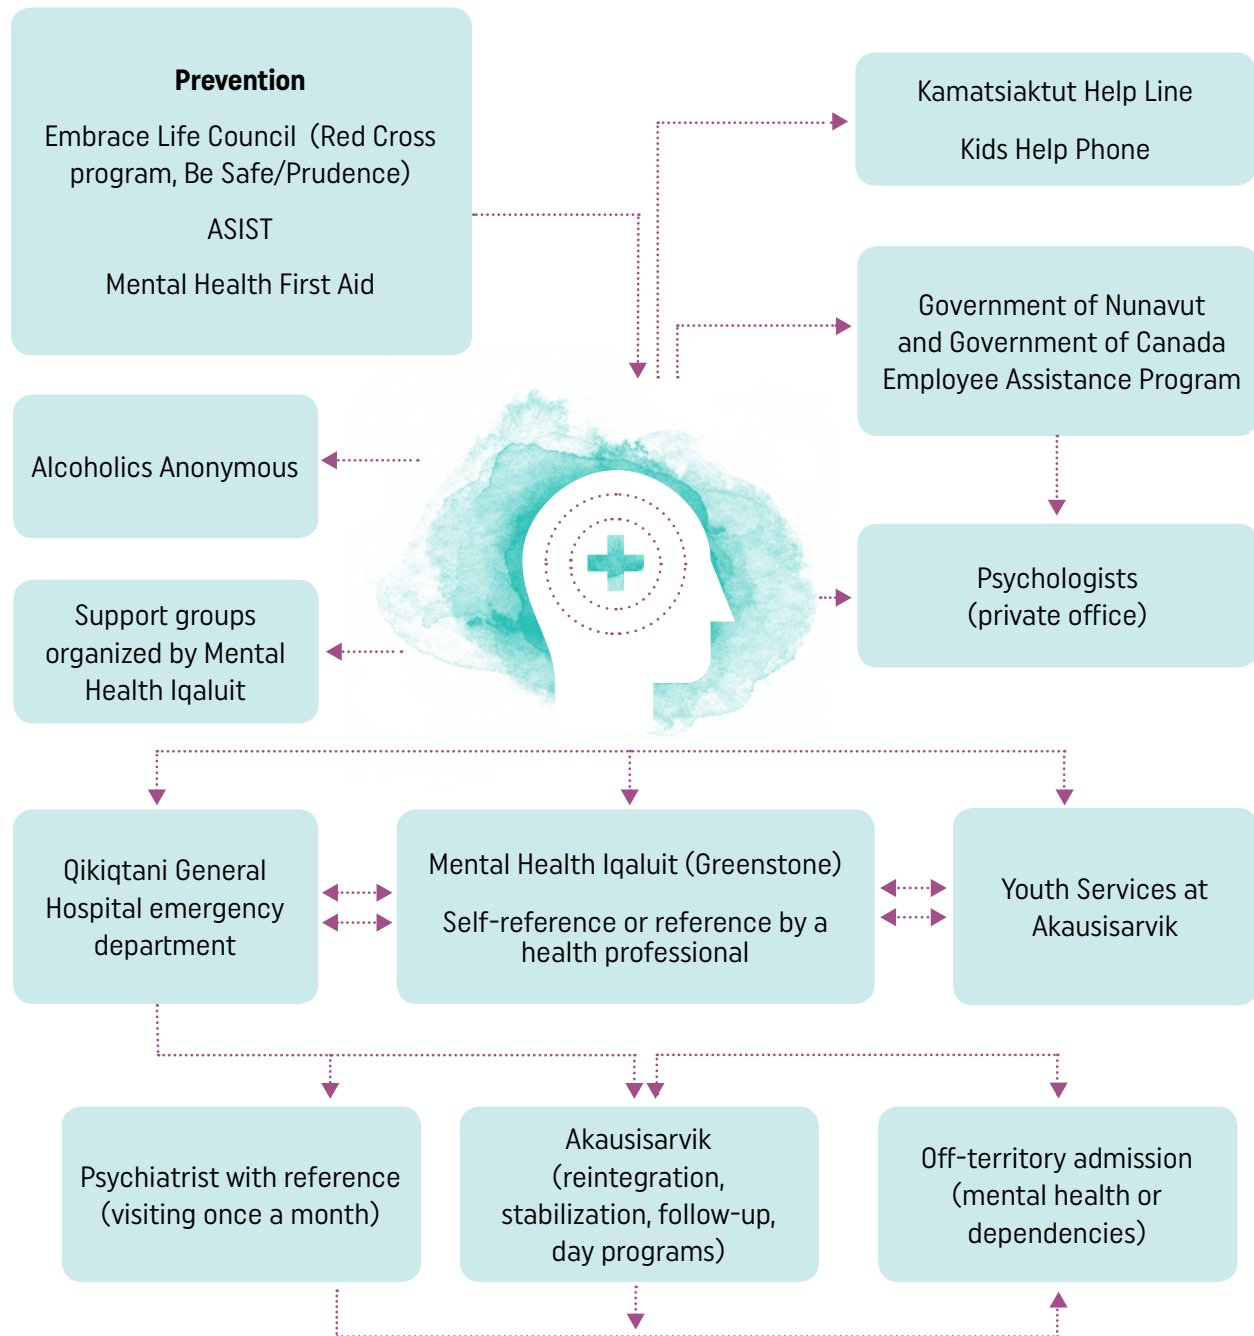 Prevention
Embrace Life Council (Red Cross
program, Be Safe/Prudence)
ASIST
Mental Health First Aid
Kamatsiaktut Help Line
Kids Help Phone
Government of Nunavut
and Government of Canada
Employee Assistance Program
Alcoholics Anonymous
Psychologists
(private office)
Support groups
organized by Mental
Health Iqaluit
Qikiqtani General
Hospital emergency
department
Mental Health Iqaluit (Greenstone)
Self-reference or reference by a
health professional
Youth Services at
Akausisarvik
Psychiatrist with reference
(visiting once a month)
Akausisarvik
(reintegration,
stabilization, follow-up,
day programs)
Off-territory admission
(mental health or
dependencies)